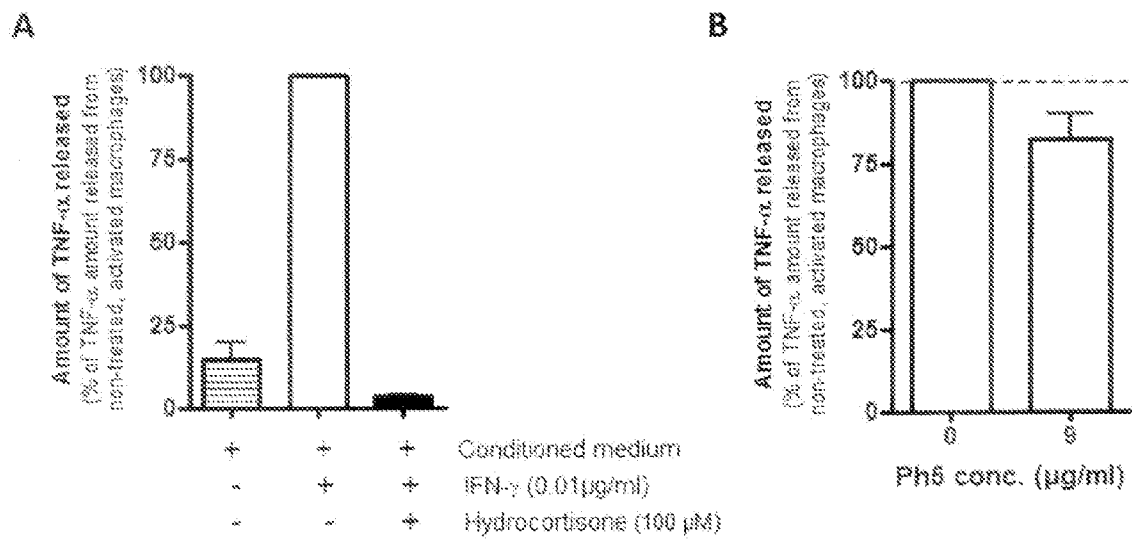 A
Amount of TNF-α released
(% of TNF-α amount released from
non-treated, activated macrophages)
100
75
50
25
0
+ + + Conditioned medium
- + + IFN-γ (0.01µg/ml)
- - + Hydrocortisone (100 µM)
B
Amount of TNF-α released
(% of TNF-α amount released from
non-treated, activated macrophages)
100
75
50
25
0
0 9
conc. (µg/ml)